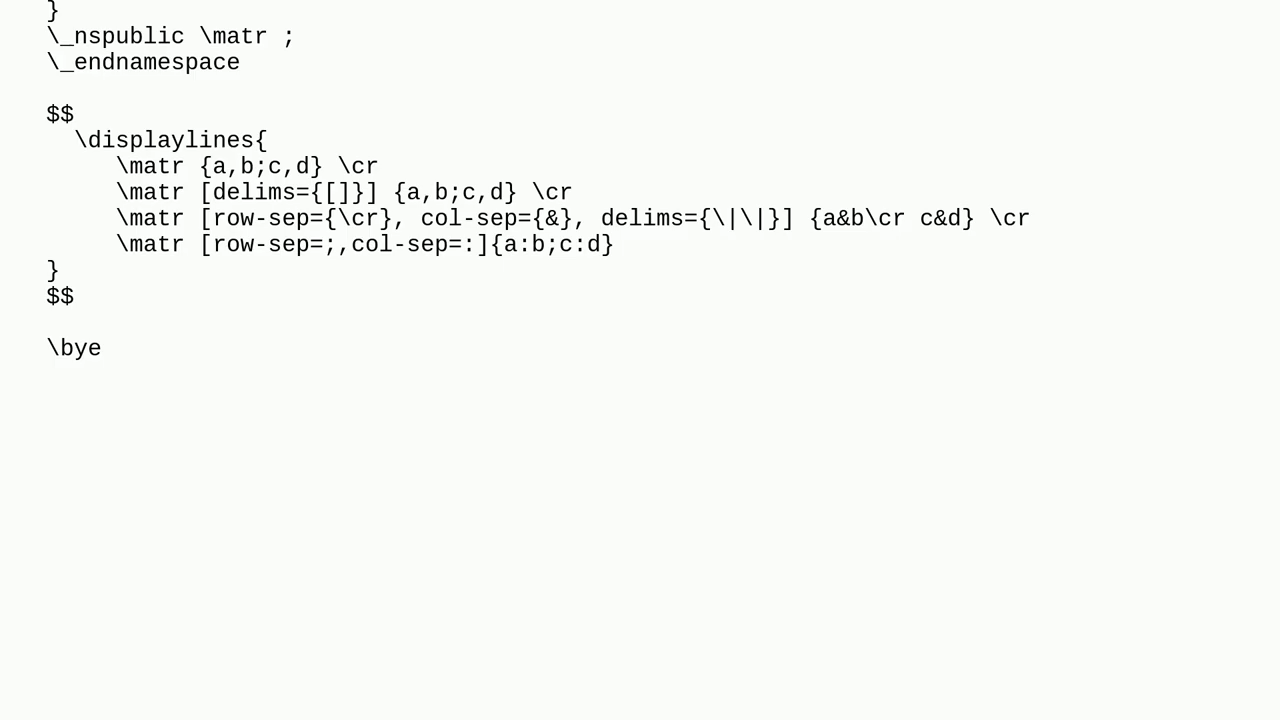 }
\_nspublic \matr ;
\_endnamespace
$$
\displaylines{
\matr {a,b;c,d} \cr
\matr [delims={[]}] {a,b;c,d} \cr
\matr [row-sep={\cr}, col-sep={&}, delims={\|\|}] {a&b\cr c&d} \cr
\matr [row-sep=;,col-sep=:]{a:b;c:d}
}
$$
\bye